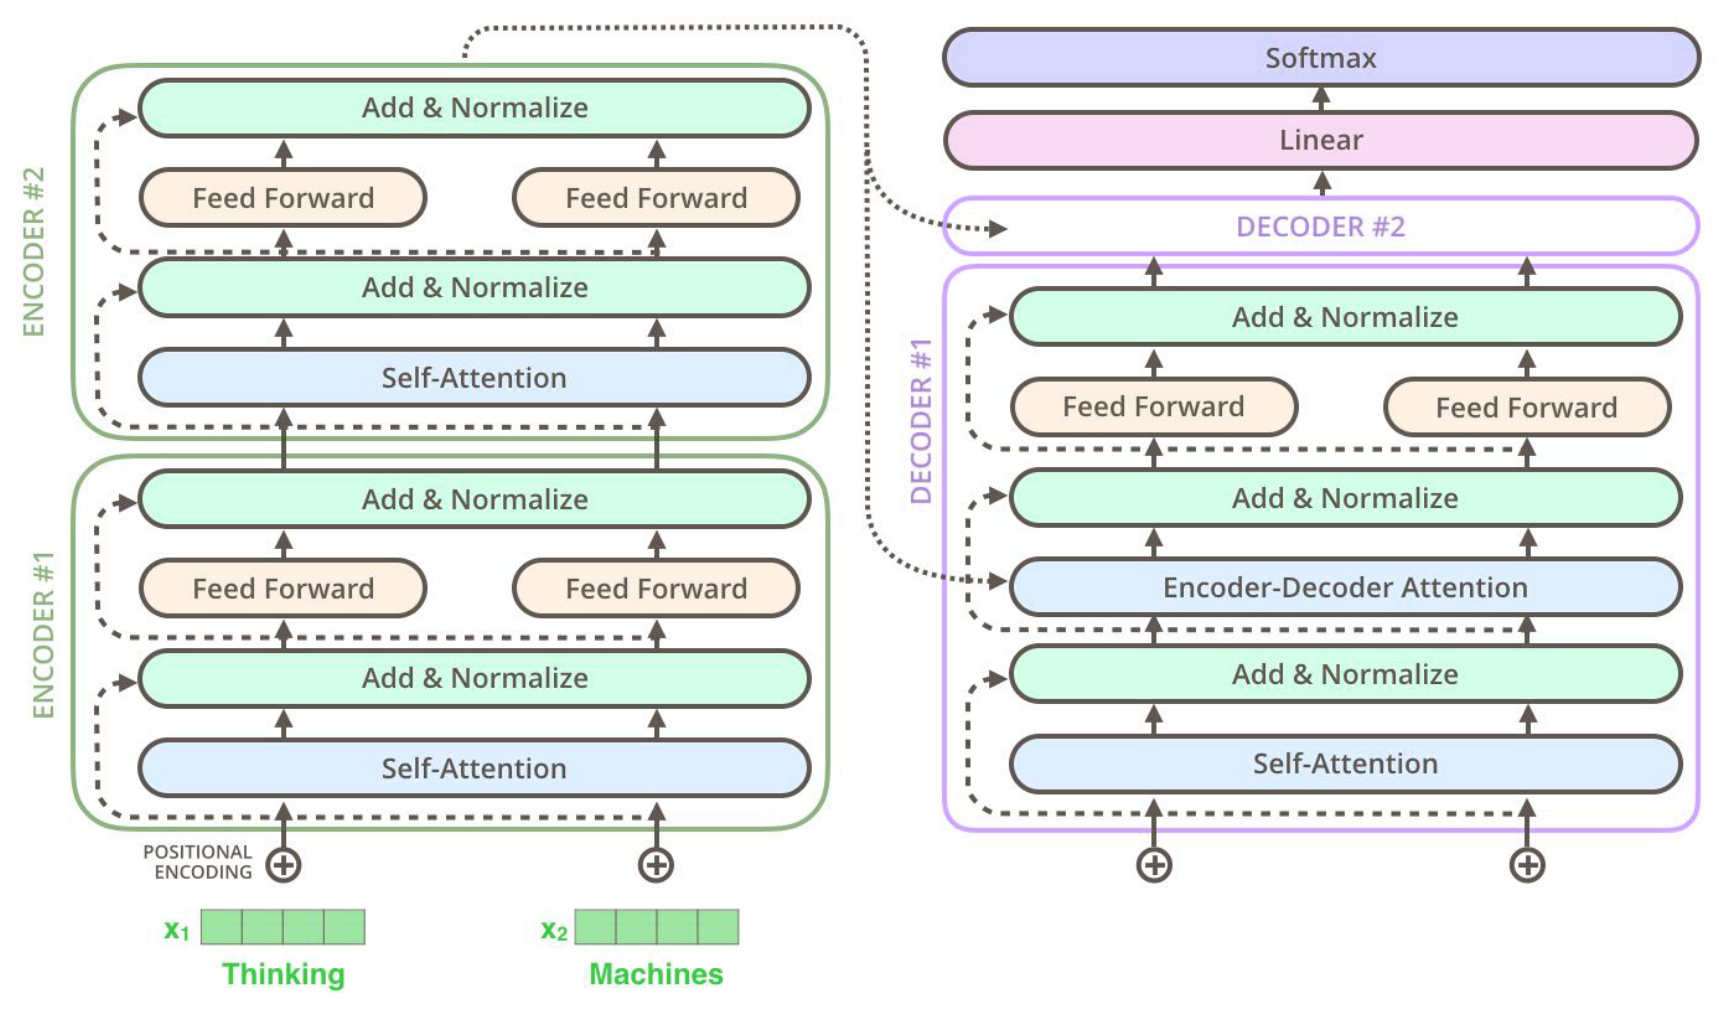 ENCODER #2
Add & Normalize
Feed Forward
Feed Forward
Add & Normalize
Self-Attention
ENCODER #1
Add & Normalize
Feed Forward
Feed Forward
Add & Normalize
Self-Attention
POSITIONAL
ENCODING
x1
x2
Thinking
Machines
Softmax
Linear
DECODER #2
DECODER #1
Add & Normalize
Feed Forward
Feed Forward
Add & Normalize
Encoder-Decoder Attention
Add & Normalize
Self-Attention